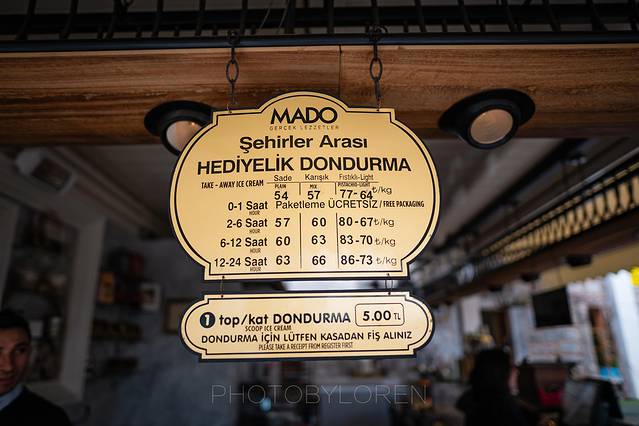 MADO
GERÇEK LEZZETLER
Şehirler Arası
HEDİYELİK DONDURMA
TAKE - AWAY ICE CREAM Sade Karışık Fıstıklı-Light
PLAIN MIX PISTACHIO-LIGHT
54 57 77-64 ₺/kg
0-1 Saat Paketleme ÜCRETSİZ / FREE PACKAGING
HOUR
2-6 Saat 57 60 80-67 ₺/kg
HOUR
6-12 Saat 60 63 83-70 ₺/kg
HOUR
12-24 Saat 63 66 86-73 ₺/kg
HOUR
1 top/kat DONDURMA 5.00 TL
SCOOP ICE CREAM
DONDURMA İÇİN LÜTFEN KASADAN FİŞ ALINIZ
PLEASE TAKE A RECEIPT FROM REGISTER FIRST
PHOTOBYLOREN